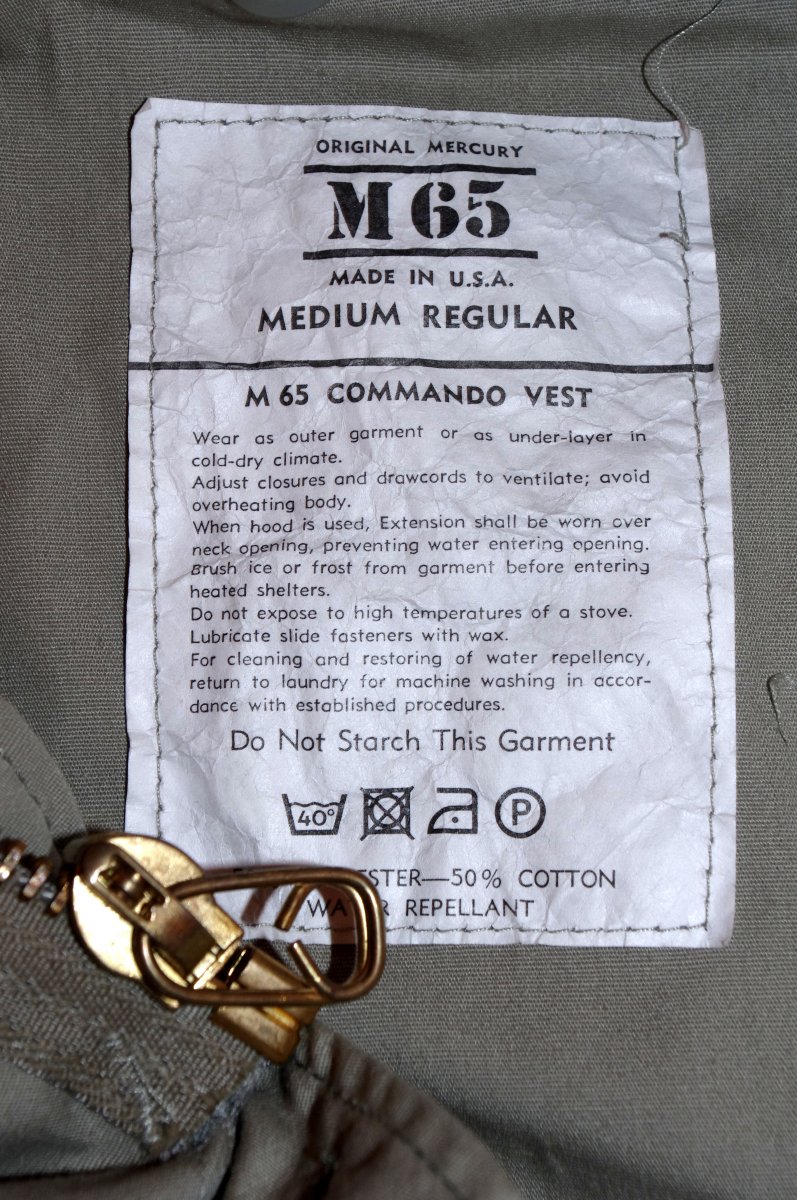 ORIGINAL MERCURY
M 65
MADE IN U.S.A.
MEDIUM REGULAR
M 65 COMMANDO VEST
Wear as outer garment or as under-layer in
cold-dry climate.
Adjust closures and drawcords to ventilate; avoid
overheating body.
When hood is used, Extension shall be worn over
neck opening, preventing water entering opening.
Brush ice or frost from garment before entering
heated shelters.
Do not expose to high temperatures of a stove.
Lubricate slide fasteners with wax.
For cleaning and restoring of water repellency,
return to laundry for machine washing in accor-
dance with established procedures.
Do Not Starch This Garment
40° P
—50% COTTON
REPELLANT